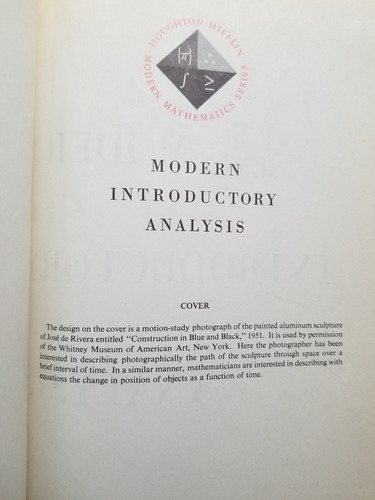 HOUGHTON MIFFLIN
MODERN MATHEMATICS SERIES
|π| ∴
∫ ≥
MODERN
INTRODUCTORY
ANALYSIS
COVER
The design on the cover is a motion-study photograph of the painted aluminum sculpture
of José de Rivera entitled "Construction in Blue and Black," 1951. It is used by permission
of the Whitney Museum of American Art, New York. Here the photographer has been
interested in describing photographically the path of the sculpture through space over a
brief interval of time. In a similar manner, mathematicians are interested in describing with
equations the change in position of objects as a function of time.